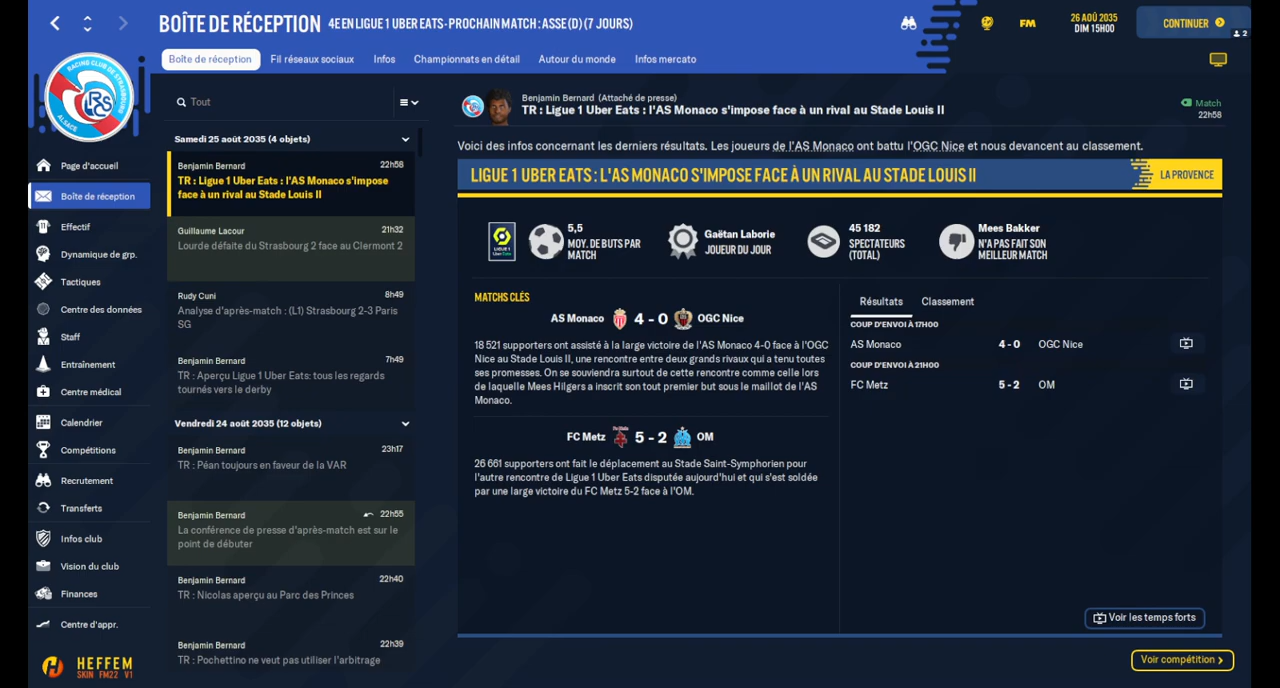 BOÎTE DE RÉCEPTION 4E EN LIGUE 1 UBER EATS - PROCHAIN MATCH : ASSE (D) (7 JOURS)
FM
26 AOÛ 2035
DIM 15H00
CONTINUER
2
Boîte de réception Fil réseaux sociaux Infos Championnats en détail Autour du monde Infos mercato
RACING CLUB DE STRASBOURG
RCS
ALSACE
Page d'accueil
Boîte de réception
Effectif
Dynamique de grp.
Tactiques
Centre des données
Staff
Entraînement
Centre médical
Calendrier
Compétitions
Recrutement
Transferts
Infos club
Vision du club
Finances
Centre d'appr.
HEFFEM
SKIN FM22 V1
Tout
Samedi 25 août 2035 (4 objets)
Benjamin Bernard 22h58
TR : Ligue 1 Uber Eats : l'AS Monaco s'impose
face à un rival au Stade Louis II
Guillaume Lacour 21h32
Lourde défaite du Strasbourg 2 face au Clermont 2
Rudy Cuni 8h49
Analyse d'après-match : (L1) Strasbourg 2-3 Paris
SG
Benjamin Bernard 7h49
TR : Aperçu Ligue 1 Uber Eats: tous les regards
tournés vers le derby
Vendredi 24 août 2035 (12 objets)
Benjamin Bernard 23h17
TR : Péan toujours en faveur de la VAR
Benjamin Bernard 22h55
La conférence de presse d'après-match est sur le
point de débuter
Benjamin Bernard 22h40
TR : Nicolas aperçu au Parc des Princes
Benjamin Bernard 22h39
TR : Pochettino ne veut pas utiliser l'arbitrage
Benjamin Bernard (Attaché de presse)
TR : Ligue 1 Uber Eats : l'AS Monaco s'impose face à un rival au Stade Louis II
Match
22h58
Voici des infos concernant les derniers résultats. Les joueurs de l'AS Monaco ont battu l'OGC Nice et nous devancent au classement.
LIGUE 1 UBER EATS : L'AS MONACO S'IMPOSE FACE À UN RIVAL AU STADE LOUIS II
LA PROVENCE
LIGUE 1
Uber Eats
5,5
MOY. DE BUTS PAR
MATCH
Gaëtan Laborie
JOUEUR DU JOUR
45 182
SPECTATEURS
(TOTAL)
Mees Bakker
N'A PAS FAIT SON
MEILLEUR MATCH
MATCHS CLÉS
AS Monaco 4 - 0 OGC Nice
18 521 supporters ont assisté à la large victoire de l'AS Monaco 4-0 face à l'OGC
Nice au Stade Louis II, une rencontre entre deux grands rivaux qui a tenu toutes
ses promesses. On se souviendra surtout de cette rencontre comme celle lors
de laquelle Mees Hilgers a inscrit son tout premier but sous le maillot de l'AS
Monaco.
FC Metz 5 - 2 OM
26 661 supporters ont fait le déplacement au Stade Saint-Symphorien pour
l'autre rencontre de Ligue 1 Uber Eats disputée aujourd'hui et qui s'est soldée
par une large victoire du FC Metz 5-2 face à l'OM.
Résultats Classement
COUP D'ENVOI À 17H00
AS Monaco 4 - 0 OGC Nice
COUP D'ENVOI À 21H00
FC Metz 5 - 2 OM
Voir les temps forts
Voir compétition